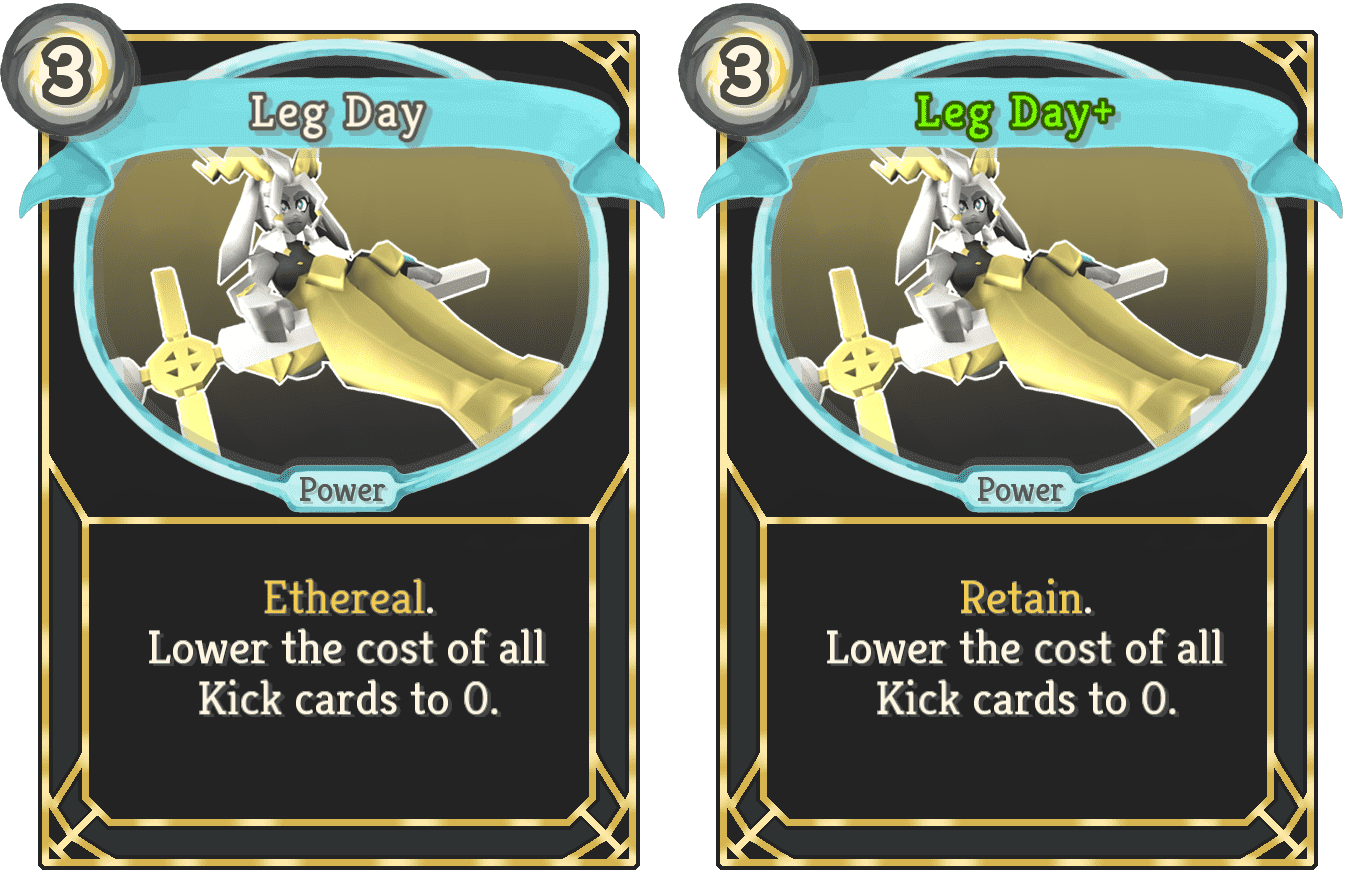 3
Leg Day
Power
Ethereal.
Lower the cost of all
Kick cards to 0.
3
Leg Day+
Power
Retain.
Lower the cost of all
Kick cards to 0.